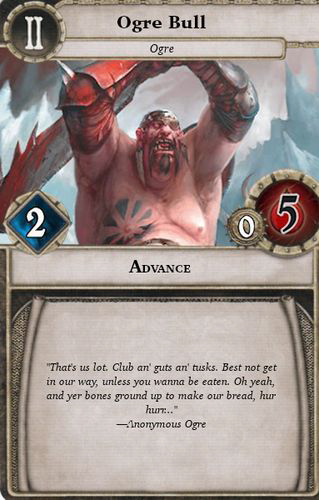 II
Ogre Bull
Ogre
2
0
5
ADVANCE
"That's us lot. Club an' guts an' tusks. Best not get
in our way, unless you wanna be eaten. Oh yeah,
and yer bones ground up to make our bread, hur
hurr..."
—Anonymous Ogre